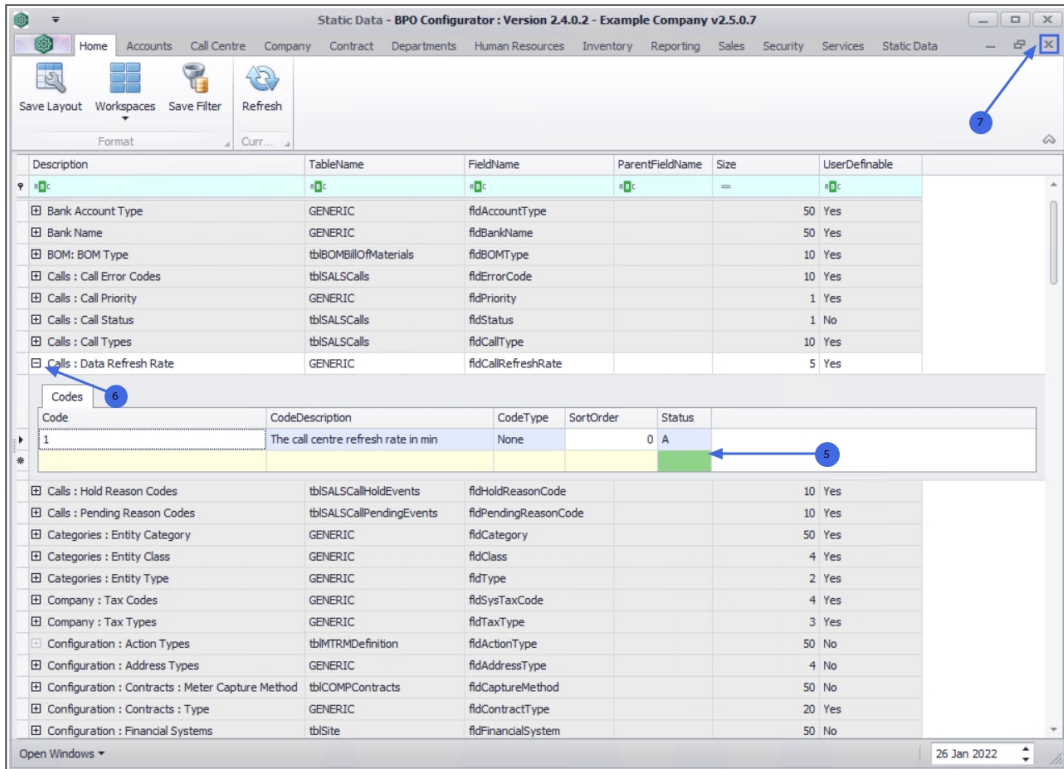 Static Data - BPO Configurator : Version 2.4.0.2 - Example Company v2.5.0.7
Home Accounts Call Centre Company Contract Departments Human Resources Inventory Reporting Sales Security Services Static Data
Save Layout Workspaces Save Filter Refresh
7
Format Curr...
Description TableName FieldName ParentFieldName Size UserDefinable
Bank Account Type GENERIC fldAccountType 50 Yes
Bank Name GENERIC fldBankName 50 Yes
BOM: BOM Type tblBOMBillOfMaterials fldBOMType 10 Yes
Calls : Call Error Codes tblSALSCalls fldErrorCode 10 Yes
Calls : Call Priority GENERIC fldPriority 1 Yes
Calls : Call Status tblSALSCalls fldStatus 1 No
Calls : Call Types tblSALSCalls fldCallType 10 Yes
Calls : Data Refresh Rate GENERIC fldCallRefreshRate 5 Yes
Codes 6
Code CodeDescription CodeType SortOrder Status
1 The call centre refresh rate in min None 0 A
5
Calls : Hold Reason Codes tblSALSCallHoldEvents fldHoldReasonCode 10 Yes
Calls : Pending Reason Codes tblSALSCallPendingEvents fldPendingReasonCode 10 Yes
Categories : Entity Category GENERIC fldCategory 50 Yes
Categories : Entity Class GENERIC fldClass 4 Yes
Categories : Entity Type GENERIC fldType 2 Yes
Company : Tax Codes GENERIC fldSysTaxCode 4 Yes
Company : Tax Types GENERIC fldTaxType 3 Yes
Configuration : Action Types tblMTRMDefinition fldActionType 50 No
Configuration : Address Types GENERIC fldAddressType 4 No
Configuration : Contracts : Meter Capture Method tblCOMPContracts fldCaptureMethod 50 No
Configuration : Contracts : Type GENERIC fldContractType 20 Yes
Configuration : Financial Systems tblSite fldFinancialSystem 50 No
Open Windows 26 Jan 2022